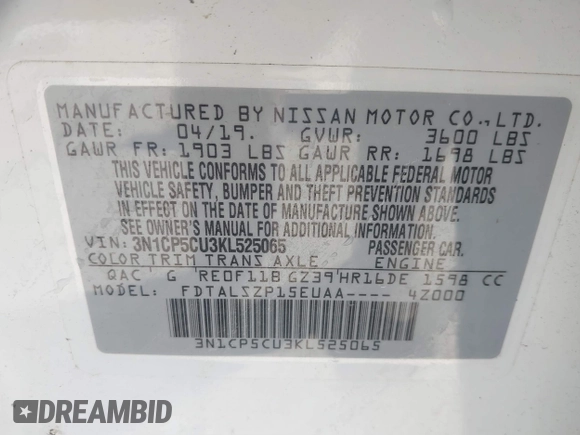 MANUFACTURED BY NISSAN MOTOR CO.,LTD.
DATE: 04/19. GVWR: 3600 LBS
GAWR FR: 1903 LBS GAWR RR: 1698 LBS
THIS VEHICLE CONFORMS TO ALL APPLICABLE FEDERAL MOTOR
VEHICLE SAFETY, BUMPER AND THEFT PREVENTION STANDARDS
IN EFFECT ON THE DATE OF MANUFACTURE SHOWN ABOVE.
SEE OWNER'S MANUAL FOR ADDITIONAL INFORMATION.
VIN: 3N1CP5CU3KL525065 PASSENGER CAR.
COLOR TRIM TRANS AXLE ENGINE
QAC G RE0F11B GZ39 HR16DE 1598 CC
MODEL: FDTALSZP15EUAA---- 4Z000
3N1CP5CU3KL525065
DREAMBID